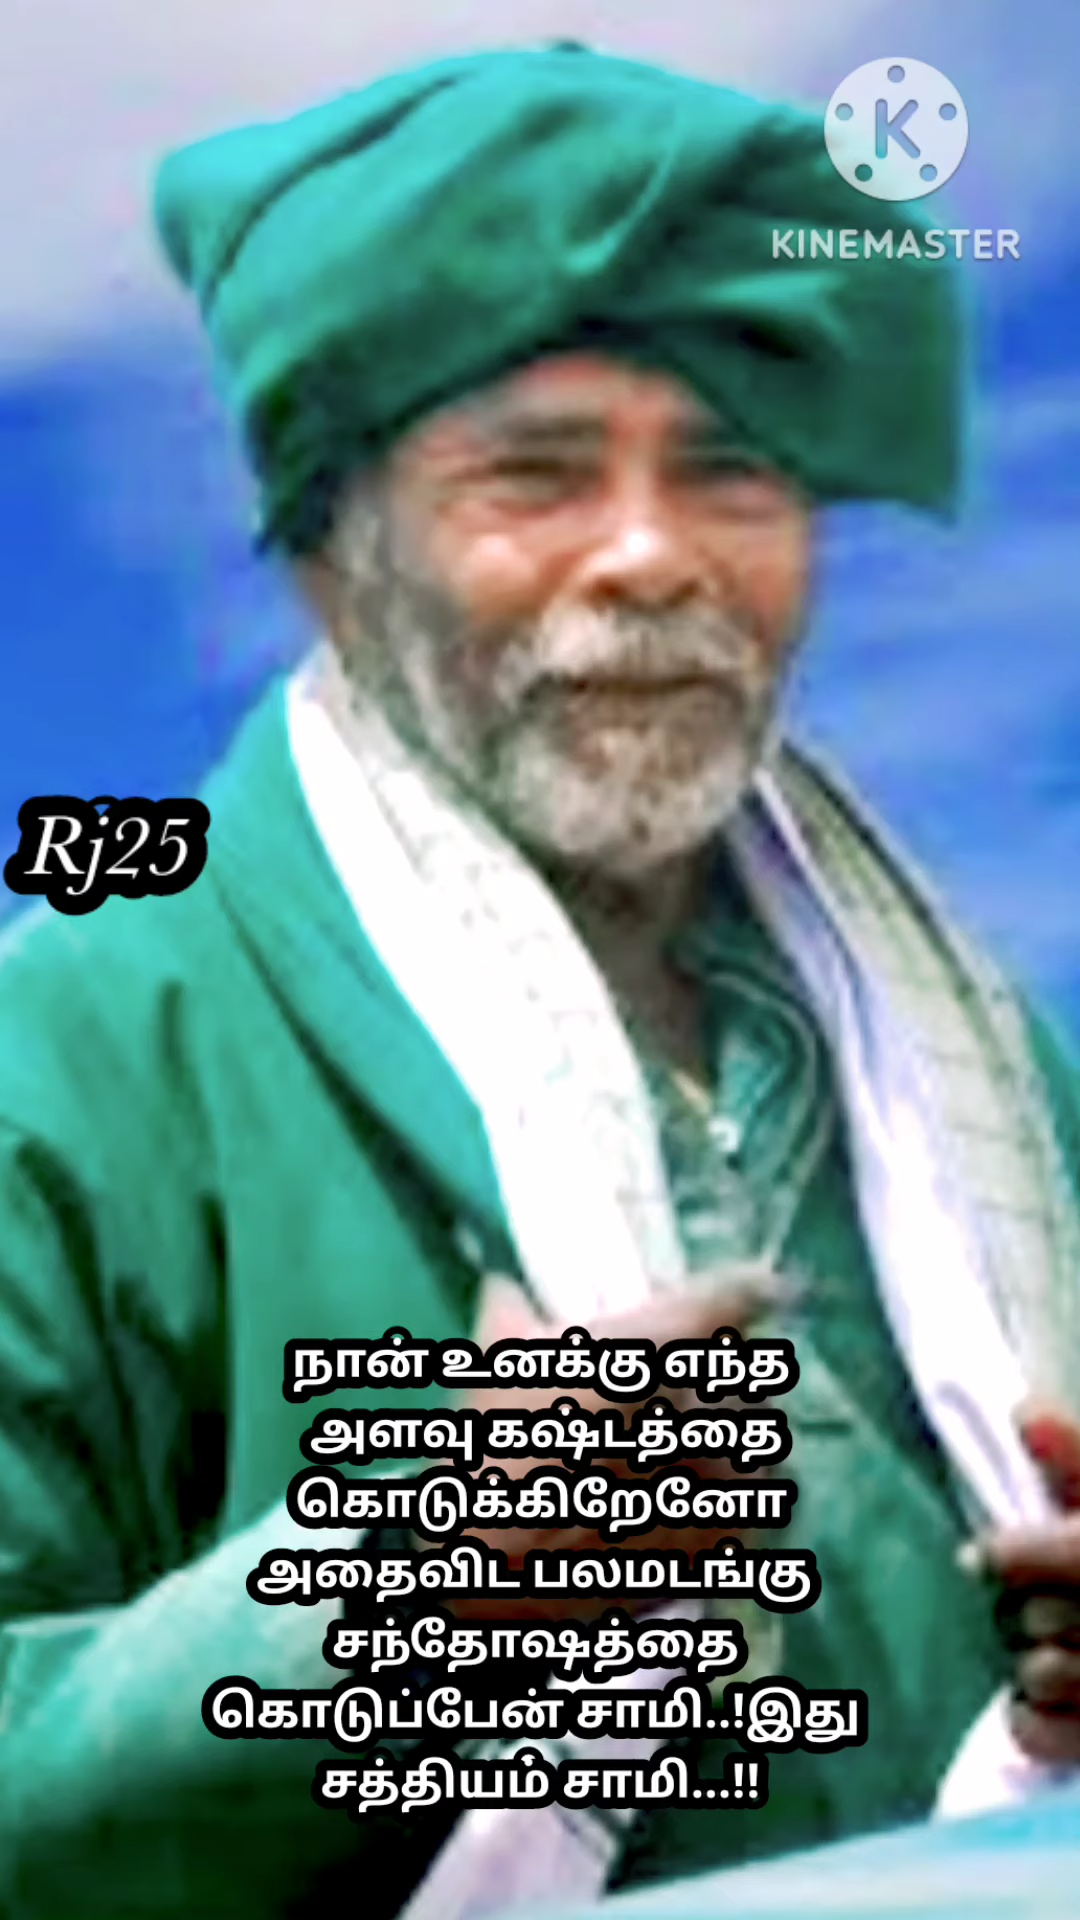 KINEMASTER
Rj25
நான் உனக்கு எந்த
அளவு கஷ்டத்தை
கொடுக்கிறேனோ
அதைவிட பலமடங்கு
சந்தோஷத்தை
கொடுப்பேன் சாமி..!இது
சத்தியம் சாமி...!!